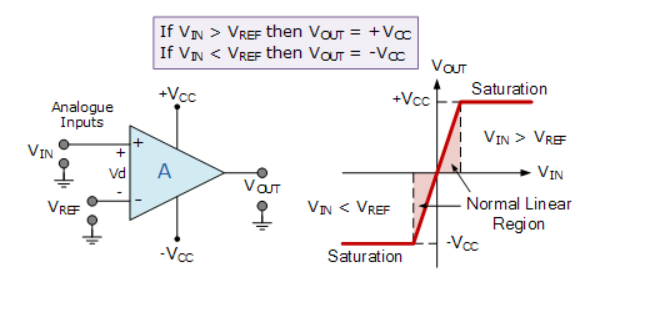 If VIN > VREF then VOUT = +VCC
If VIN < VREF then VOUT = -VCC
Analogue
Inputs
+VCC
VIN
+
+
Vd
A
-
-
VREF
VOUT
-VCC
VOUT
+VCC
Saturation
VIN > VREF
VIN
VIN < VREF
Normal Linear
Region
-VCC
Saturation